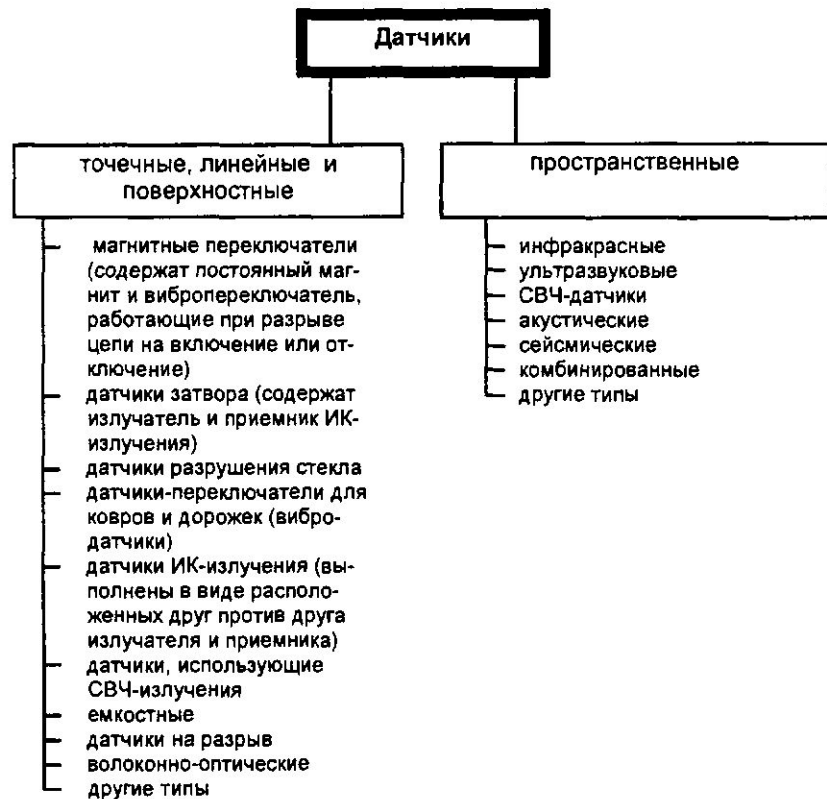 Датчики
точечные, линейные и
поверхностные
магнитные переключатели
(содержат постоянный маг-
нит и вибропереключатель,
работающие при разрыве
цепи на включение или от-
ключение)
датчики затвора (содержат
излучатель и приемник ИК-
излучения)
датчики разрушения стекла
датчики-переключатели для
ковров и дорожек (вибро-
датчики)
датчики ИК-излучения (вы-
полнены в виде располо-
женных друг против друга
излучателя и приемника)
датчики, использующие
СВЧ-излучения
емкостные
датчики на разрыв
волоконно-оптические
другие типы
пространственные
инфракрасные
ультразвуковые
СВЧ-датчики
акустические
сейсмические
комбинированные
другие типы